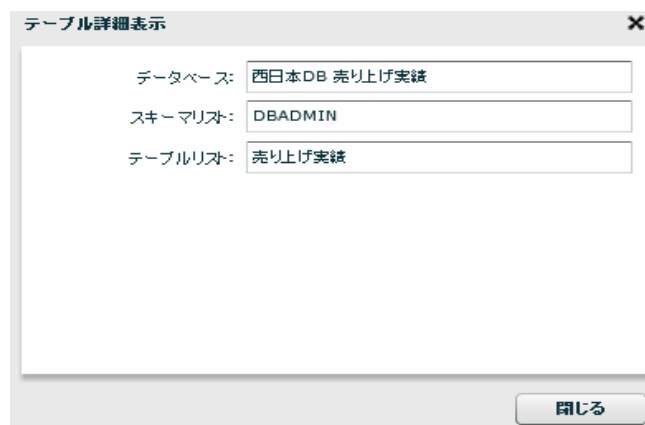 テーブル詳細表示
データベース: 西日本DB 売り上げ実績
スキーマリスト: DBADMIN
テーブルリスト: 売り上げ実績
閉じる